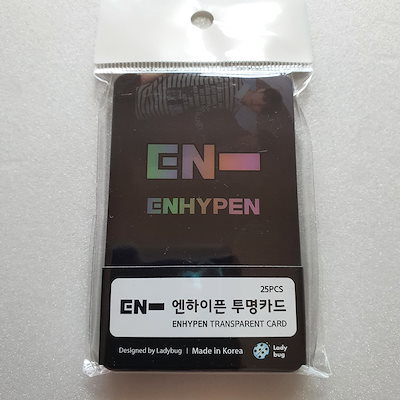 EN-
ENHYPEN
25PCS
EN- 엔하이픈 투명카드
ENHYPEN TRANSPARENT CARD
Designed by Ladybug | Made in Korea
Lady
bug